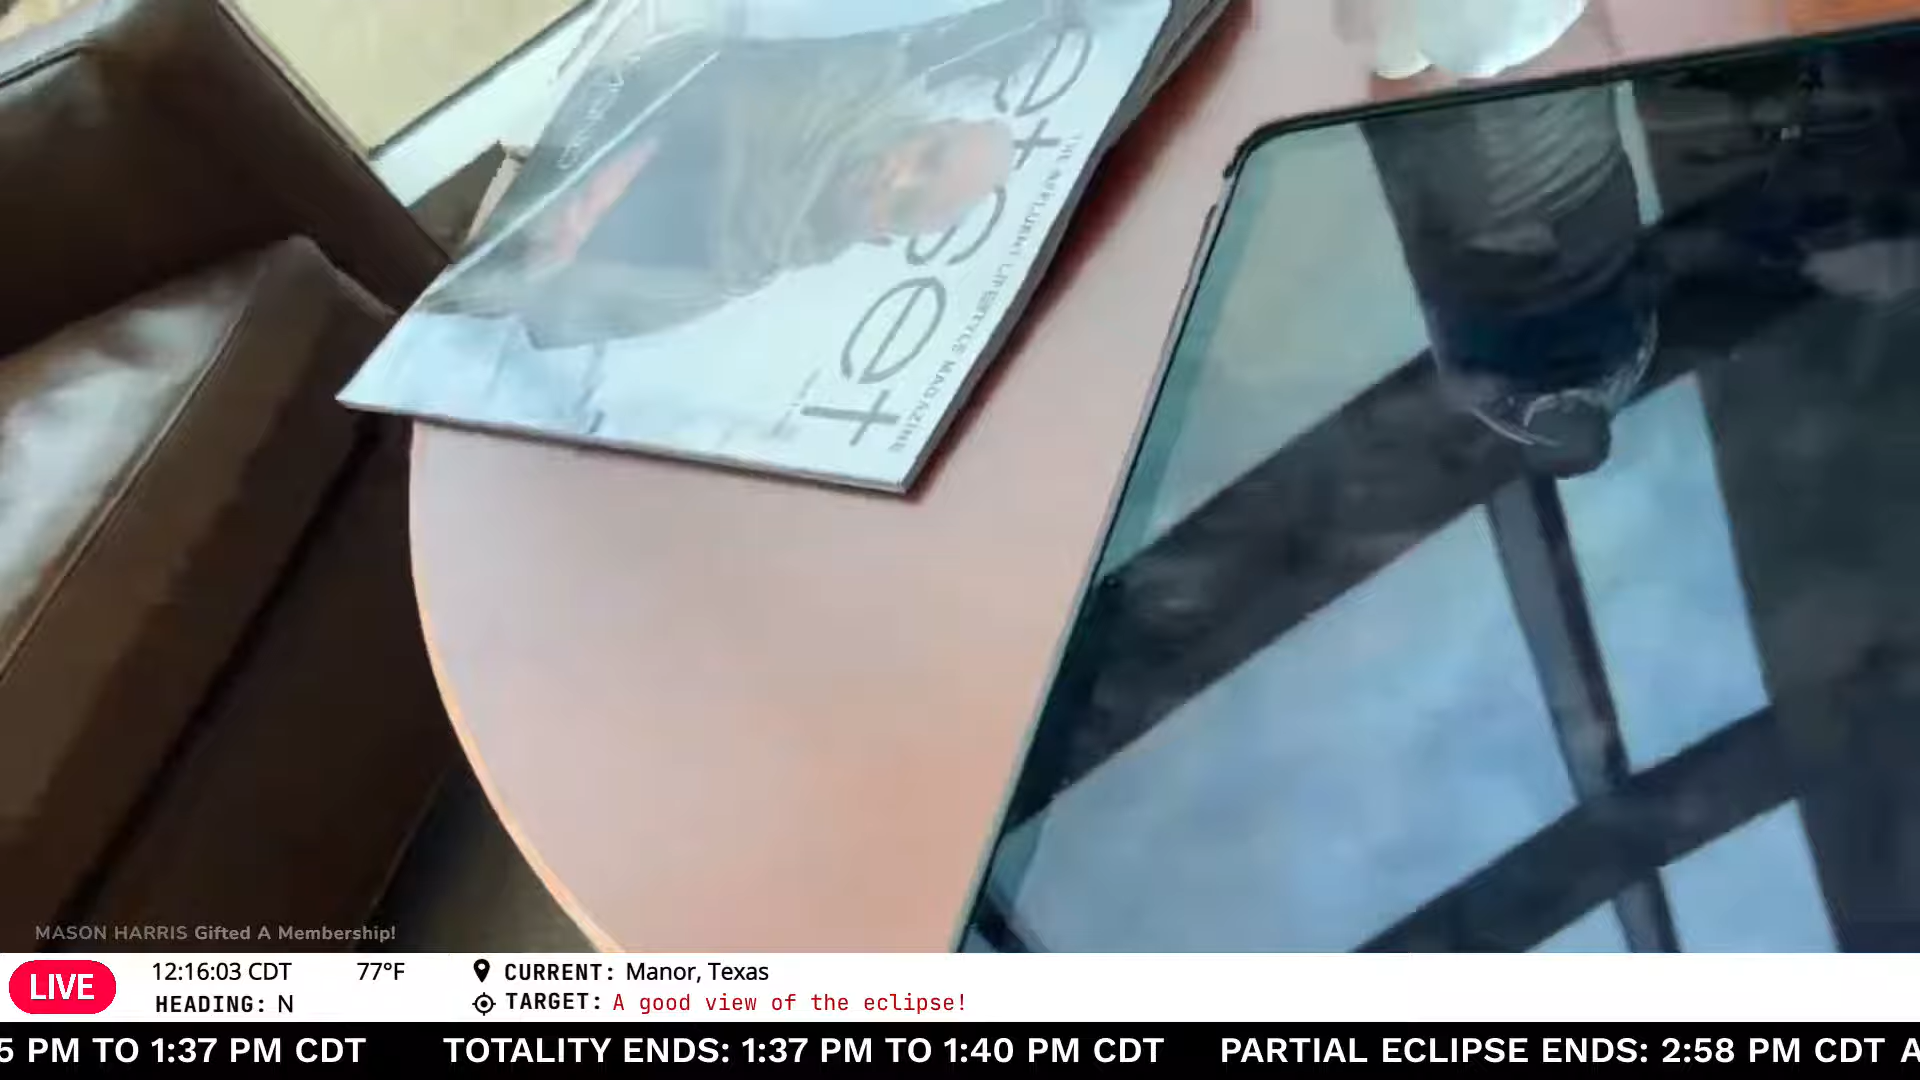 jetset
THE AFFLUENT LIFESTYLE MAGAZINE
MASON HARRIS Gifted A Membership!
LIVE
12:16:03 CDT
77°F
HEADING: N
CURRENT: Manor, Texas
TARGET: A good view of the eclipse!
5 PM TO 1:37 PM CDT TOTALITY ENDS: 1:37 PM TO 1:40 PM CDT PARTIAL ECLIPSE ENDS: 2:58 PM CDT A